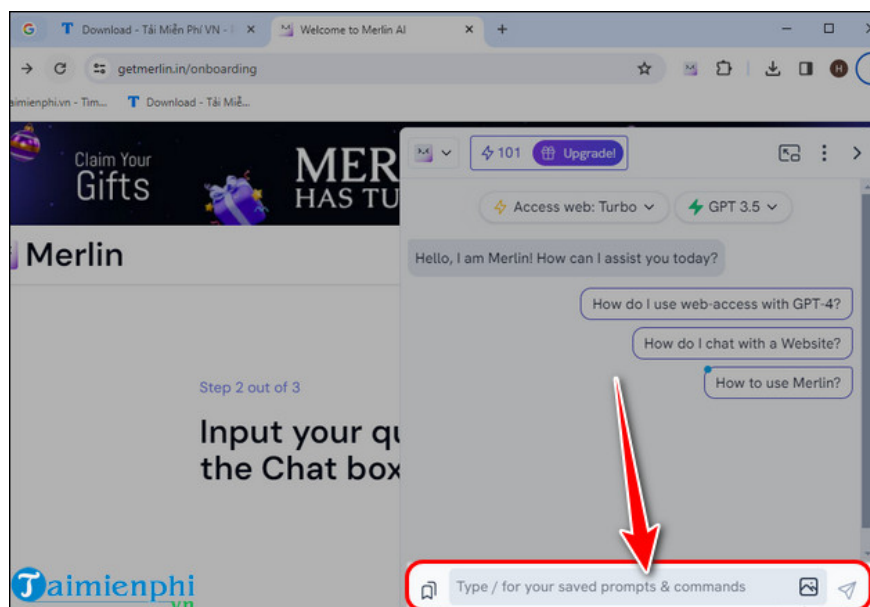 Download - Tải Miễn Phí VN -
Welcome to Merlin AI
getmerlin.in/onboarding
H
aimienphi.vn - Tim...
Download - Tải Miễ...
Claim Your
Gifts
MER
HAS TU
Merlin
101
Upgrade!
Access web: Turbo
GPT 3.5
Hello, I am Merlin! How can I assist you today?
How do I use web-access with GPT-4?
How do I chat with a Website?
How to use Merlin?
Step 2 out of 3
Input your qu
the Chat box
Type / for your saved prompts & commands
Taimienphi
.vn